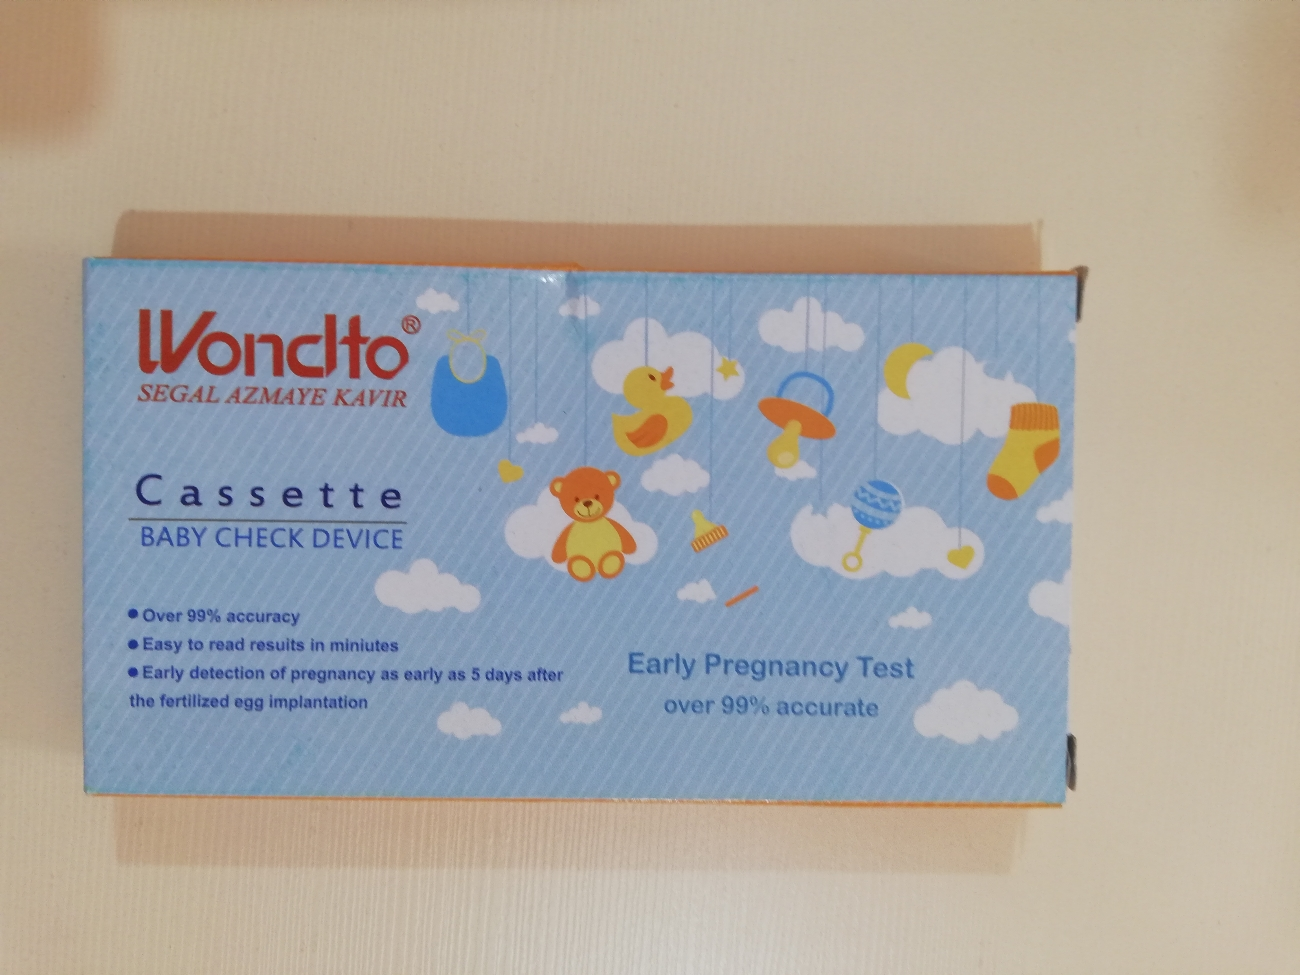 Wondfo®
SEGAL AZMAYE KAVIR
Cassette
BABY CHECK DEVICE
●Over 99% accuracy
●Easy to read resuits in miniutes
●Early detection of pregnancy as early as 5 days after
the fertilized egg implantation
Early Pregnancy Test
over 99% accurate